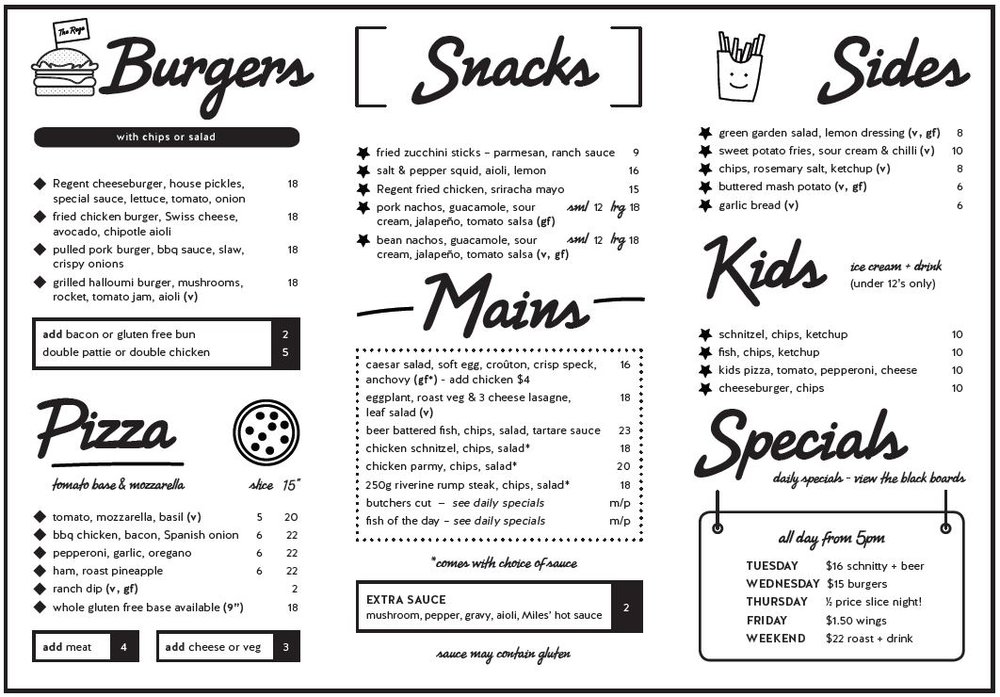 The Rege
Burgers
with chips or salad
Regent cheeseburger, house pickles, 18
special sauce, lettuce, tomato, onion
fried chicken burger, Swiss cheese, 18
avocado, chipotle aioli
pulled pork burger, bbq sauce, slaw, 18
crispy onions
grilled halloumi burger, mushrooms, 18
rocket, tomato jam, aioli (v)
add bacon or gluten free bun 2
double pattie or double chicken 5
Pizza
tomato base & mozzarella slice 15"
tomato, mozzarella, basil (v) 5 20
bbq chicken, bacon, Spanish onion 6 22
pepperoni, garlic, oregano 6 22
ham, roast pineapple 6 22
ranch dip (v, gf) 2
whole gluten free base available (9") 18
add meat 4
add cheese or veg 3
Snacks
fried zucchini sticks – parmesan, ranch sauce 9
salt & pepper squid, aioli, lemon 16
Regent fried chicken, sriracha mayo 15
pork nachos, guacamole, sour sml 12 lrg 18
cream, jalapeño, tomato salsa (gf)
bean nachos, guacamole, sour sml 12 lrg 18
cream, jalapeño, tomato salsa (v, gf)
Mains
caesar salad, soft egg, croûton, crisp speck, 16
anchovy (gf*) - add chicken $4
eggplant, roast veg & 3 cheese lasagne, 18
leaf salad (v)
beer battered fish, chips, salad, tartare sauce 23
chicken schnitzel, chips, salad* 18
chicken parmy, chips, salad* 20
250g riverine rump steak, chips, salad* 18
butchers cut – see daily specials m/p
fish of the day – see daily specials m/p
*comes with choice of sauce
EXTRA SAUCE
mushroom, pepper, gravy, aioli, Miles' hot sauce 2
sauce may contain gluten
Sides
green garden salad, lemon dressing (v, gf) 8
sweet potato fries, sour cream & chilli (v) 10
chips, rosemary salt, ketchup (v) 8
buttered mash potato (v, gf) 6
garlic bread (v) 6
Kids
ice cream + drink
(under 12's only)
schnitzel, chips, ketchup 10
fish, chips, ketchup 10
kids pizza, tomato, pepperoni, cheese 10
cheeseburger, chips 10
Specials
daily specials - view the black boards
all day from 5pm
TUESDAY $16 schnitty + beer
WEDNESDAY $15 burgers
THURSDAY ½ price slice night!
FRIDAY $1.50 wings
WEEKEND $22 roast + drink